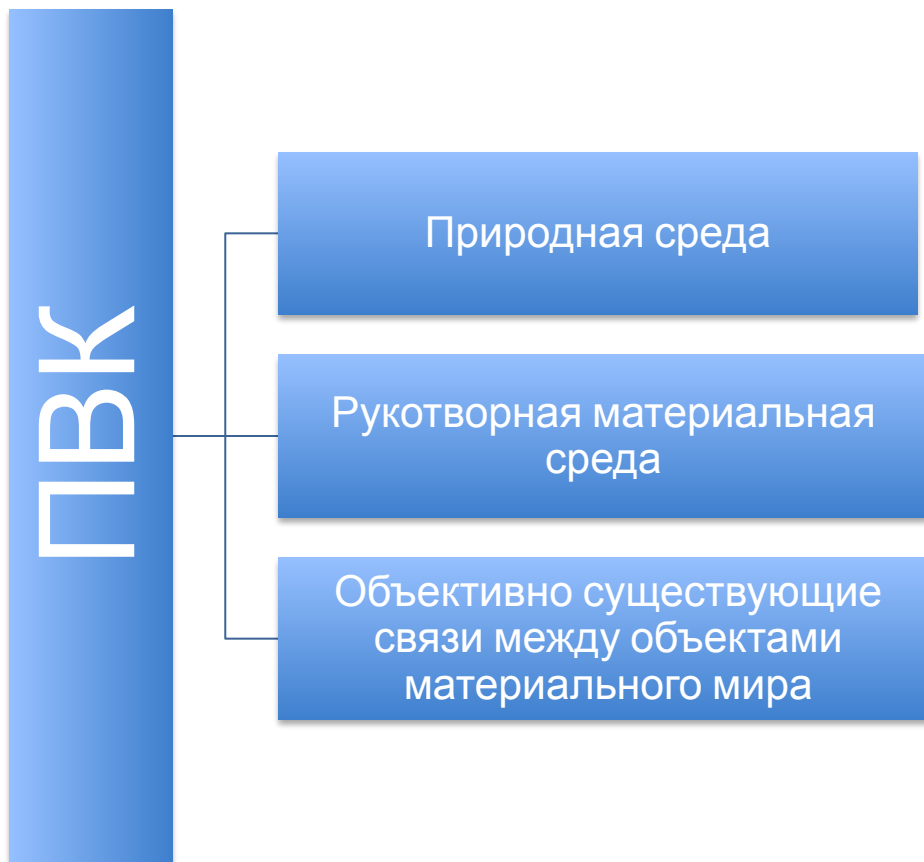 ПВК
Природная среда
Рукотворная материальная
среда
Объективно существующие
связи между объектами
материального мира